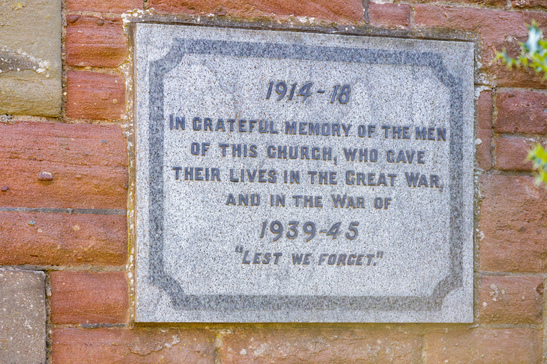 1914-18
IN GRATEFUL MEMORY OF THE MEN
OF THIS CHURCH, WHO GAVE
THEIR LIVES IN THE GREAT WAR,
AND IN THE WAR OF
1939-45
"LEST WE FORGET."